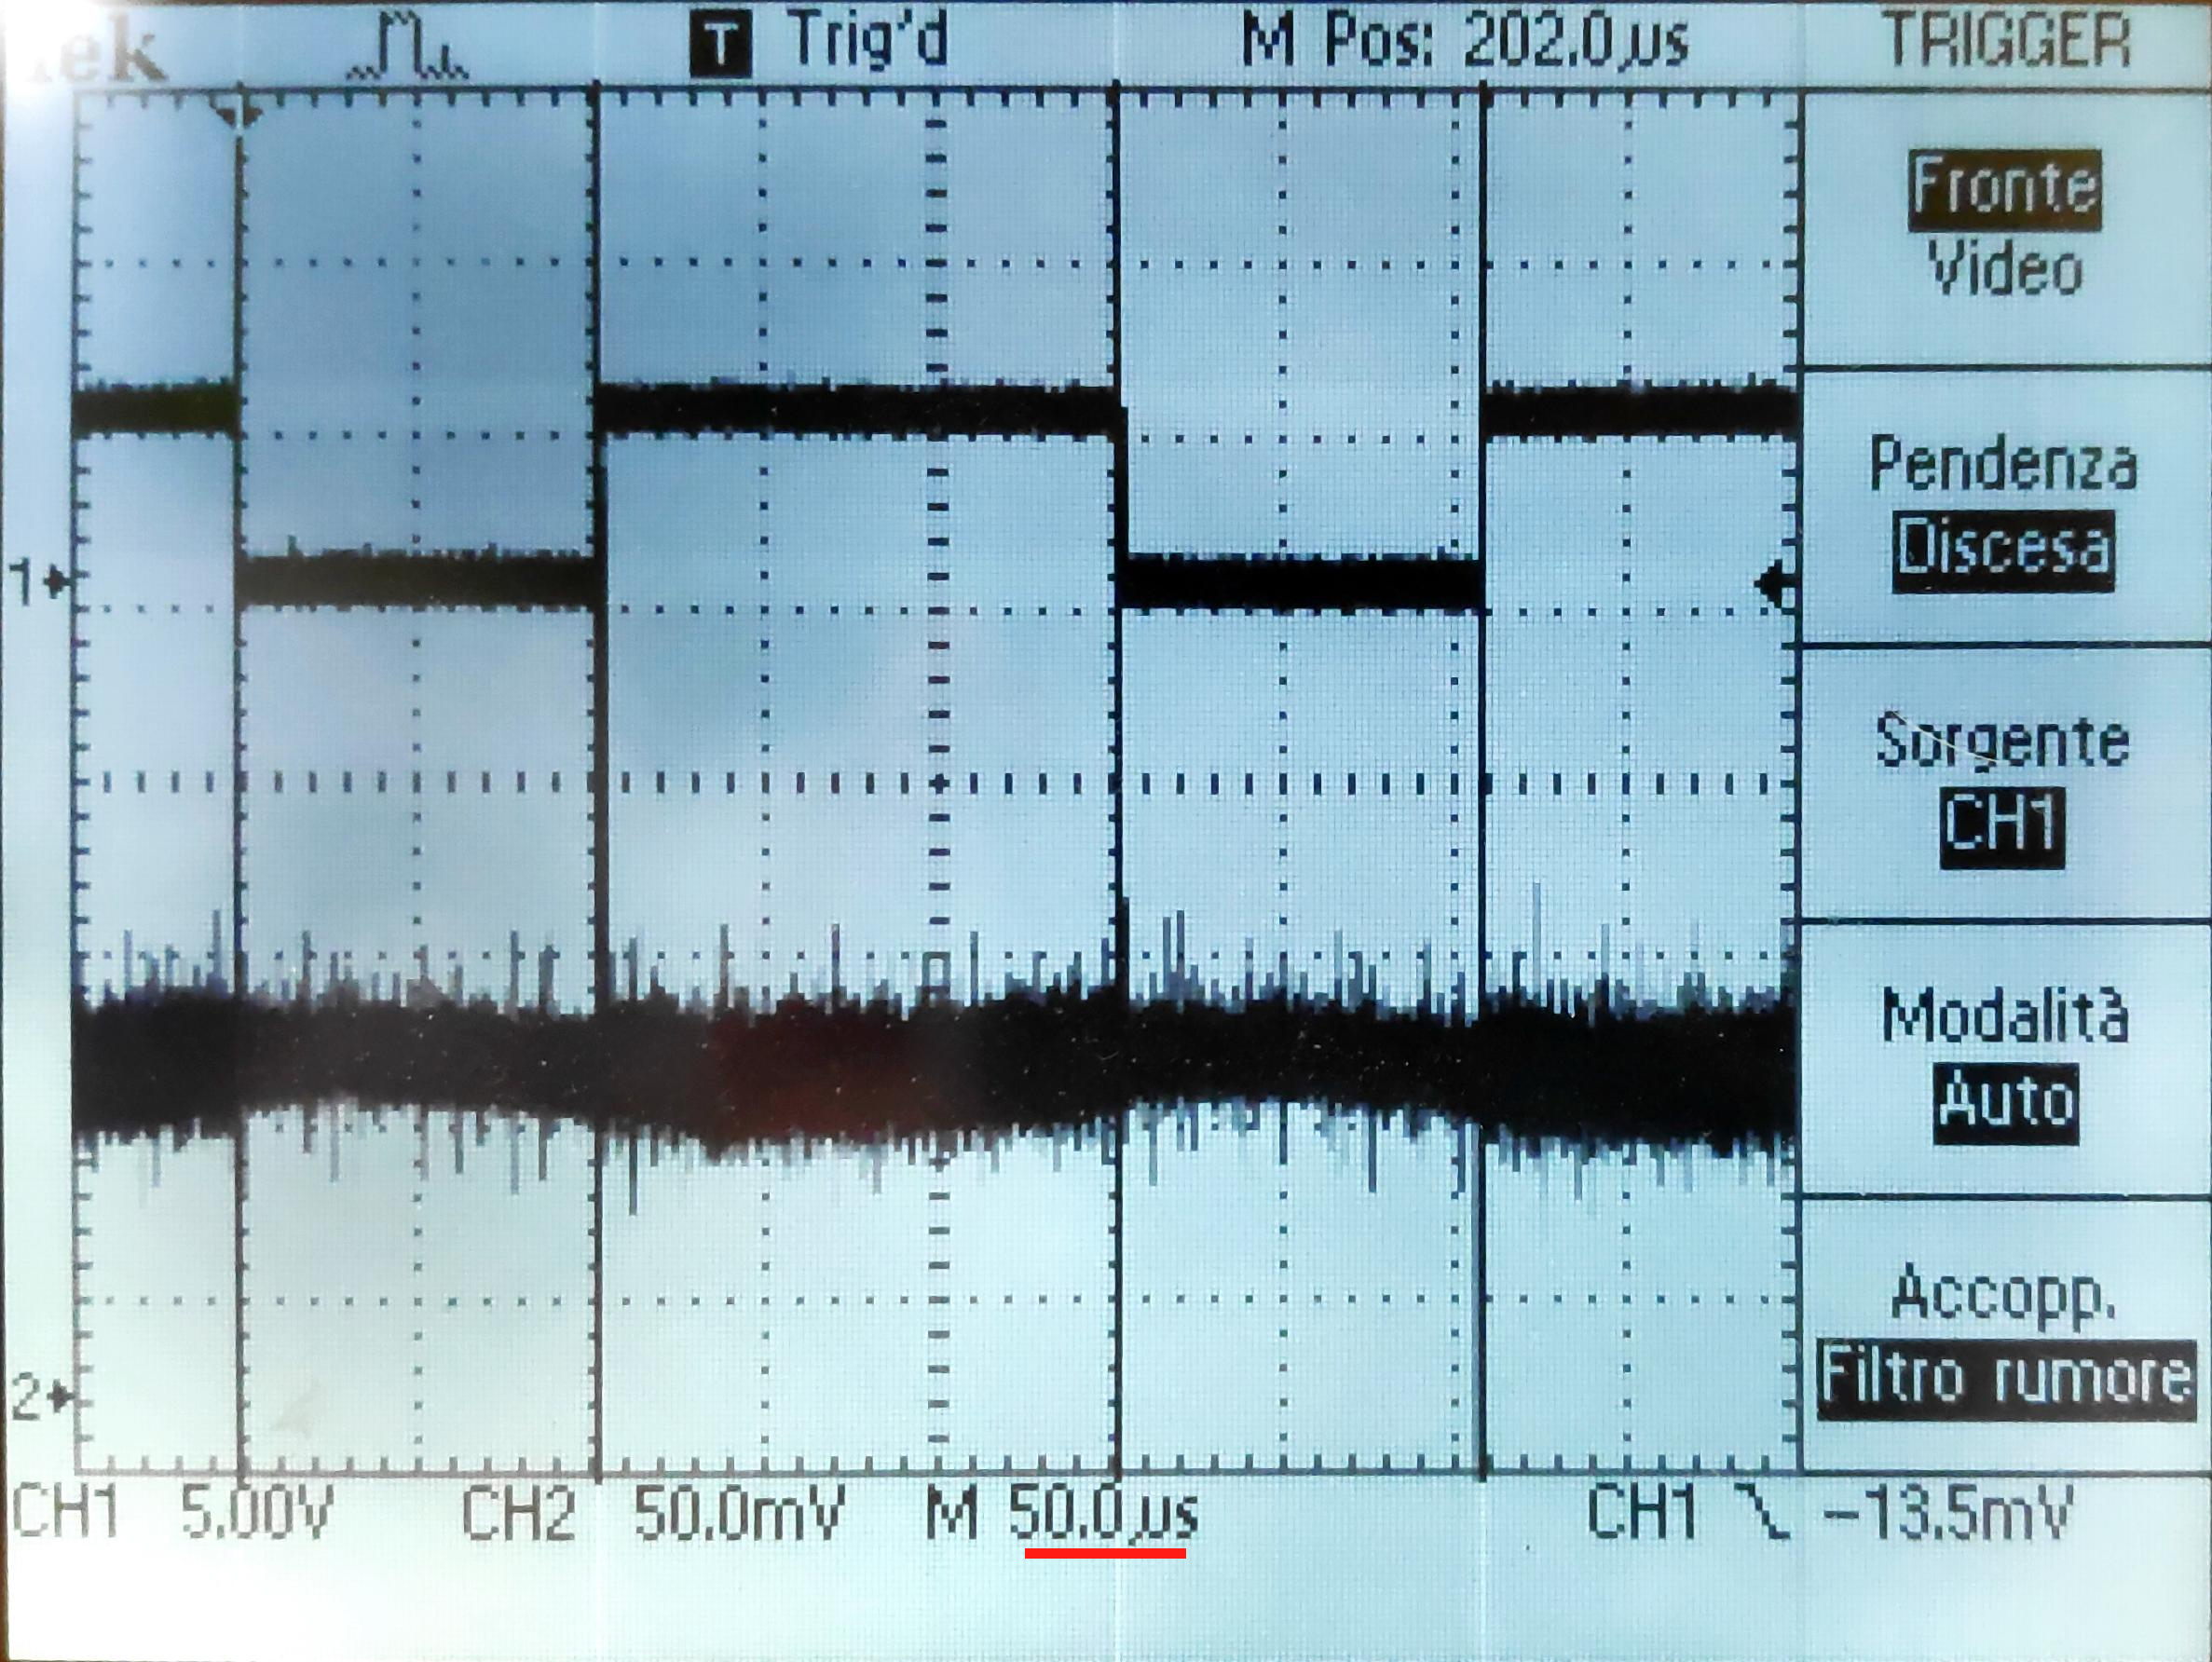 Tek T Trig'd M Pos: 202.0µs TRIGGER
Fronte
Video
Pendenza
Discesa
Sorgente
CH1
Modalità
Auto
Accopp.
Filtro rumore
1
2
CH1 5.00V CH2 50.0mV M 50.0µs CH1 -13.5mV